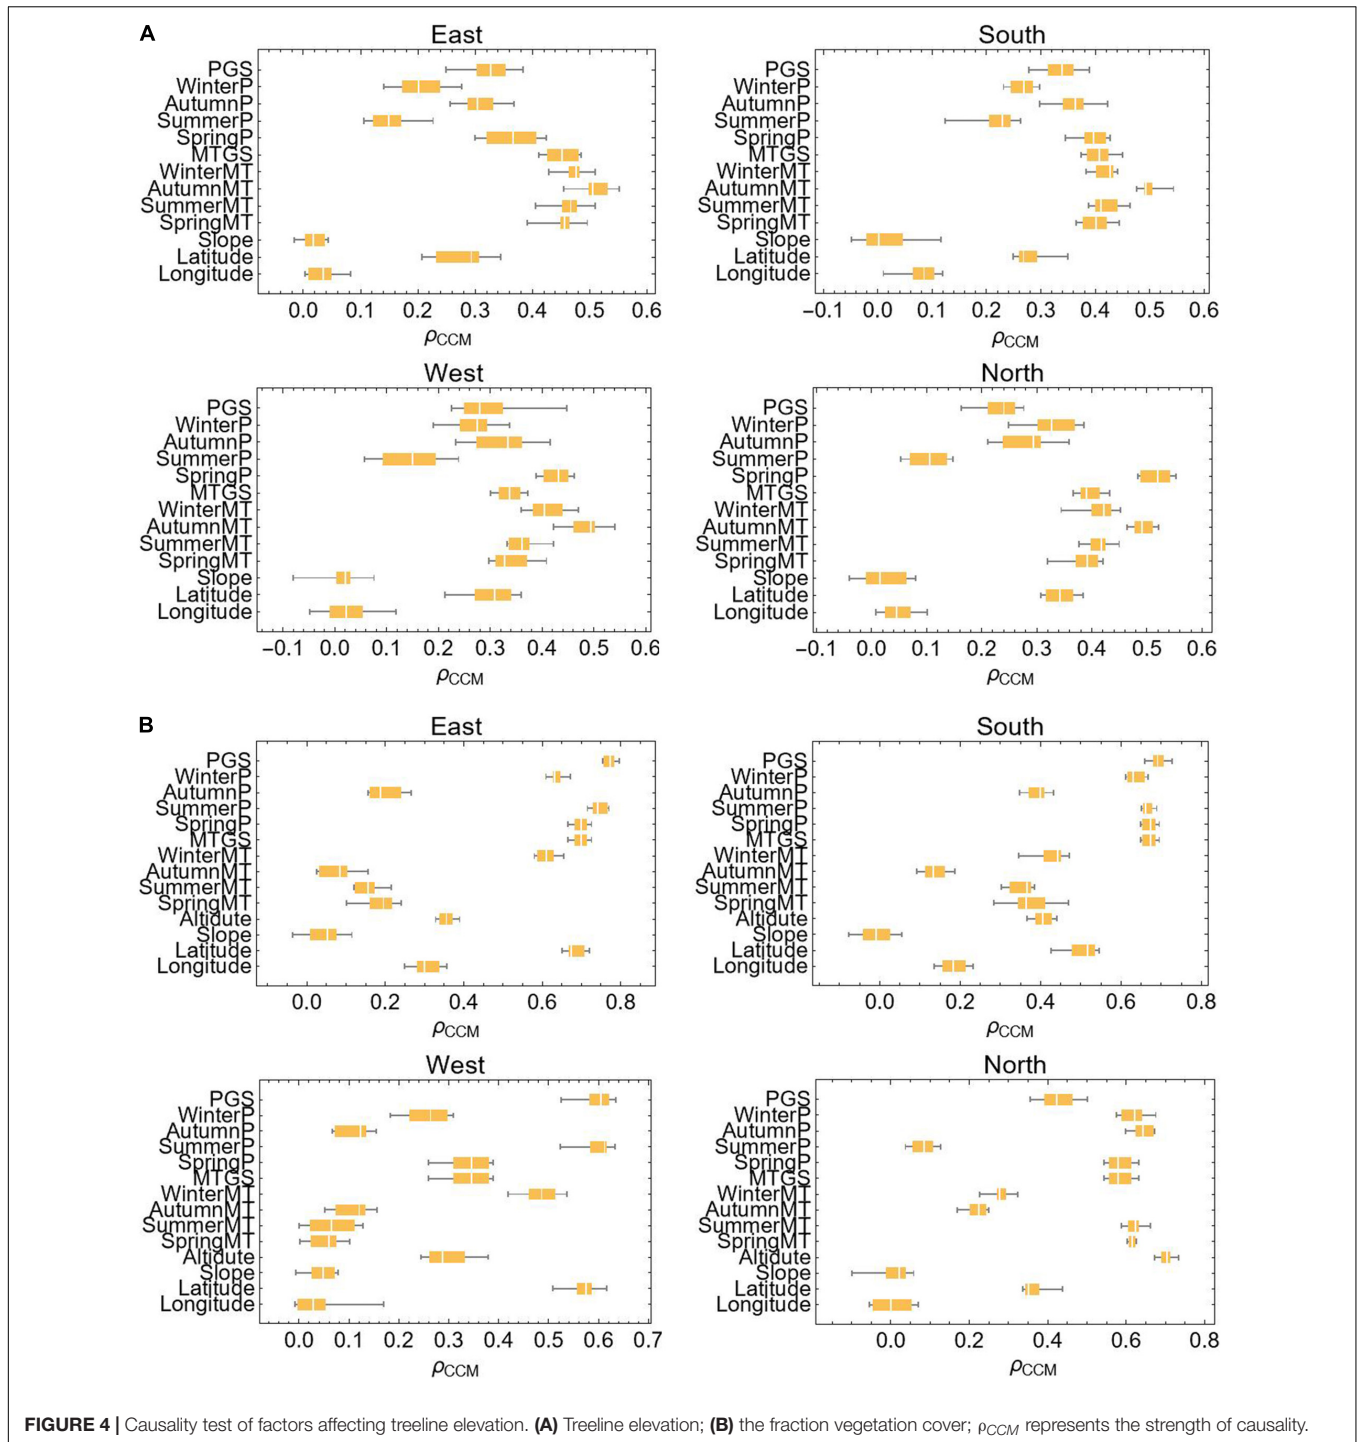 A
East
PGS
WinterP
AutumnP
SummerP
SpringP
MTGS
WinterMT
AutumnMT
SummerMT
SpringMT
Slope
Latitude
Longitude
0.0 0.1 0.2 0.3 0.4 0.5 0.6
ρCCM
South
PGS
WinterP
AutumnP
SummerP
SpringP
MTGS
WinterMT
AutumnMT
SummerMT
SpringMT
Slope
Latitude
Longitude
−0.1 0.0 0.1 0.2 0.3 0.4 0.5 0.6
ρCCM
West
PGS
WinterP
AutumnP
SummerP
SpringP
MTGS
WinterMT
AutumnMT
SummerMT
SpringMT
Slope
Latitude
Longitude
−0.1 0.0 0.1 0.2 0.3 0.4 0.5 0.6
ρCCM
North
PGS
WinterP
AutumnP
SummerP
SpringP
MTGS
WinterMT
AutumnMT
SummerMT
SpringMT
Slope
Latitude
Longitude
−0.1 0.0 0.1 0.2 0.3 0.4 0.5 0.6
ρCCM
B
East
PGS
WinterP
AutumnP
SummerP
SpringP
MTGS
WinterMT
AutumnMT
SummerMT
SpringMT
Altidute
Slope
Latitude
Longitude
0.0 0.2 0.4 0.6 0.8
ρCCM
South
PGS
WinterP
AutumnP
SummerP
SpringP
MTGS
WinterMT
AutumnMT
SummerMT
SpringMT
Altidute
Slope
Latitude
Longitude
0.0 0.2 0.4 0.6 0.8
ρCCM
West
PGS
WinterP
AutumnP
SummerP
SpringP
MTGS
WinterMT
AutumnMT
SummerMT
SpringMT
Altidute
Slope
Latitude
Longitude
0.0 0.1 0.2 0.3 0.4 0.5 0.6 0.7
ρCCM
North
PGS
WinterP
AutumnP
SummerP
SpringP
MTGS
WinterMT
AutumnMT
SummerMT
SpringMT
Altidute
Slope
Latitude
Longitude
0.0 0.2 0.4 0.6 0.8
ρCCM
FIGURE 4 | Causality test of factors affecting treeline elevation. (A) Treeline elevation; (B) the fraction vegetation cover; ρCCM represents the strength of causality.